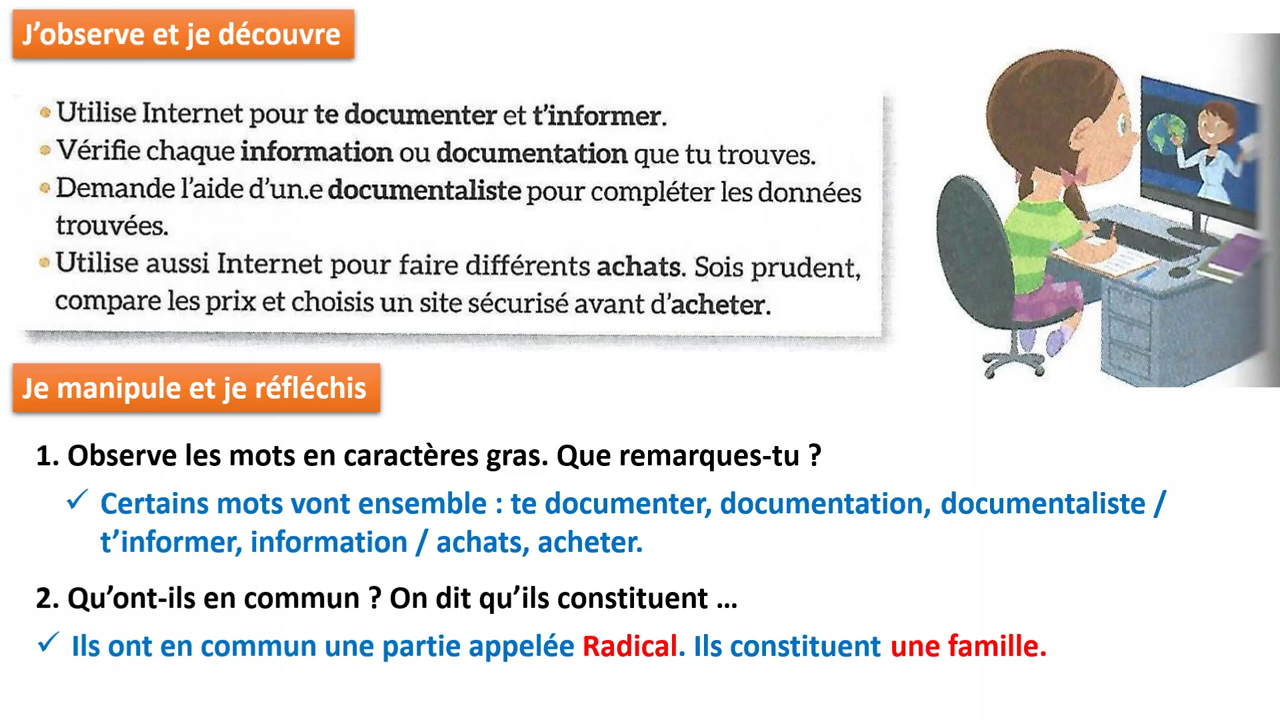 J’observe et je découvre
• Utilise Internet pour te documenter et t’informer.
• Vérifie chaque information ou documentation que tu trouves.
• Demande l’aide d’un.e documentaliste pour compléter les données
trouvées.
• Utilise aussi Internet pour faire différents achats. Sois prudent,
compare les prix et choisis un site sécurisé avant d’acheter.
Je manipule et je réfléchis
1. Observe les mots en caractères gras. Que remarques-tu ?
✓ Certains mots vont ensemble : te documenter, documentation, documentaliste /
t’informer, information / achats, acheter.
2. Qu’ont-ils en commun ? On dit qu’ils constituent …
✓ Ils ont en commun une partie appelée Radical. Ils constituent une famille.